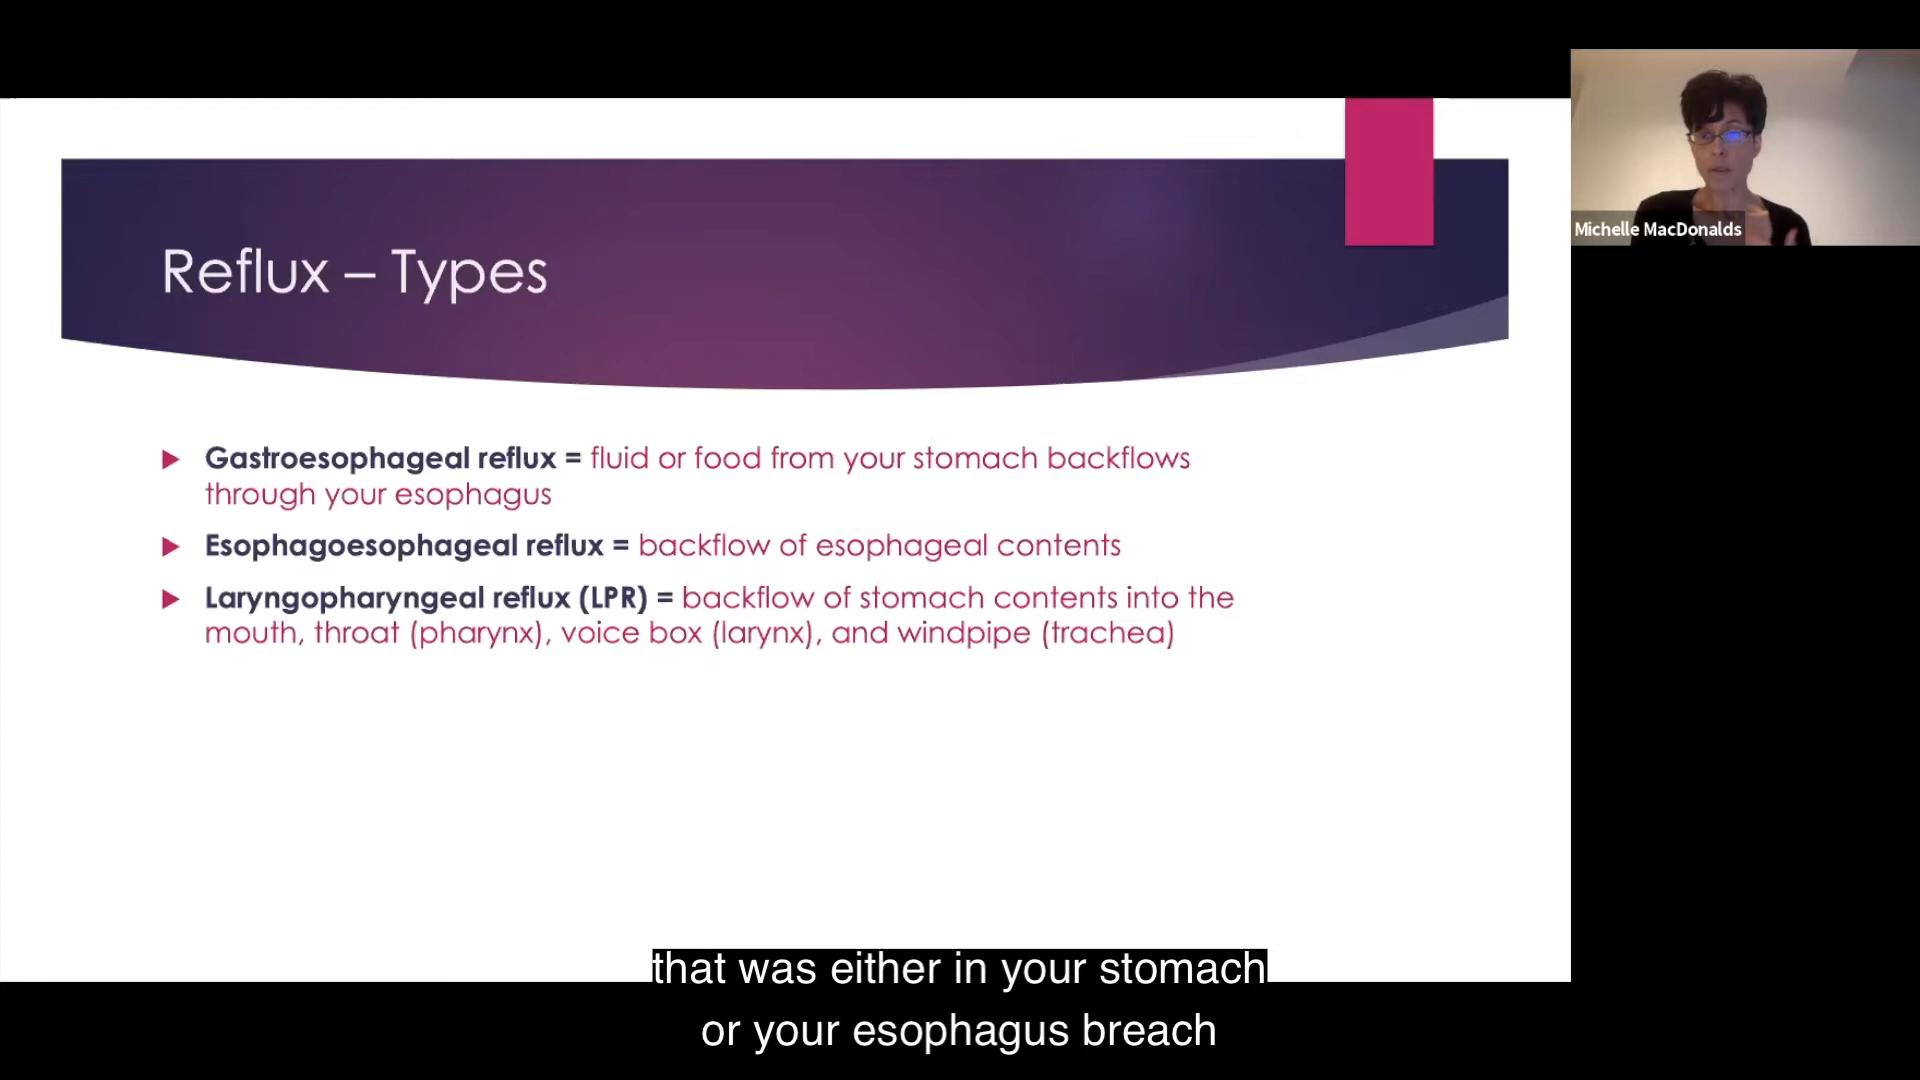 Reflux – Types
Michelle MacDonalds
Gastroesophageal reflux = fluid or food from your stomach backflows
through your esophagus
Esophagoesophageal reflux = backflow of esophageal contents
Laryngopharyngeal reflux (LPR) = backflow of stomach contents into the
mouth, throat (pharynx), voice box (larynx), and windpipe (trachea)
that was either in your stomach
or your esophagus breach